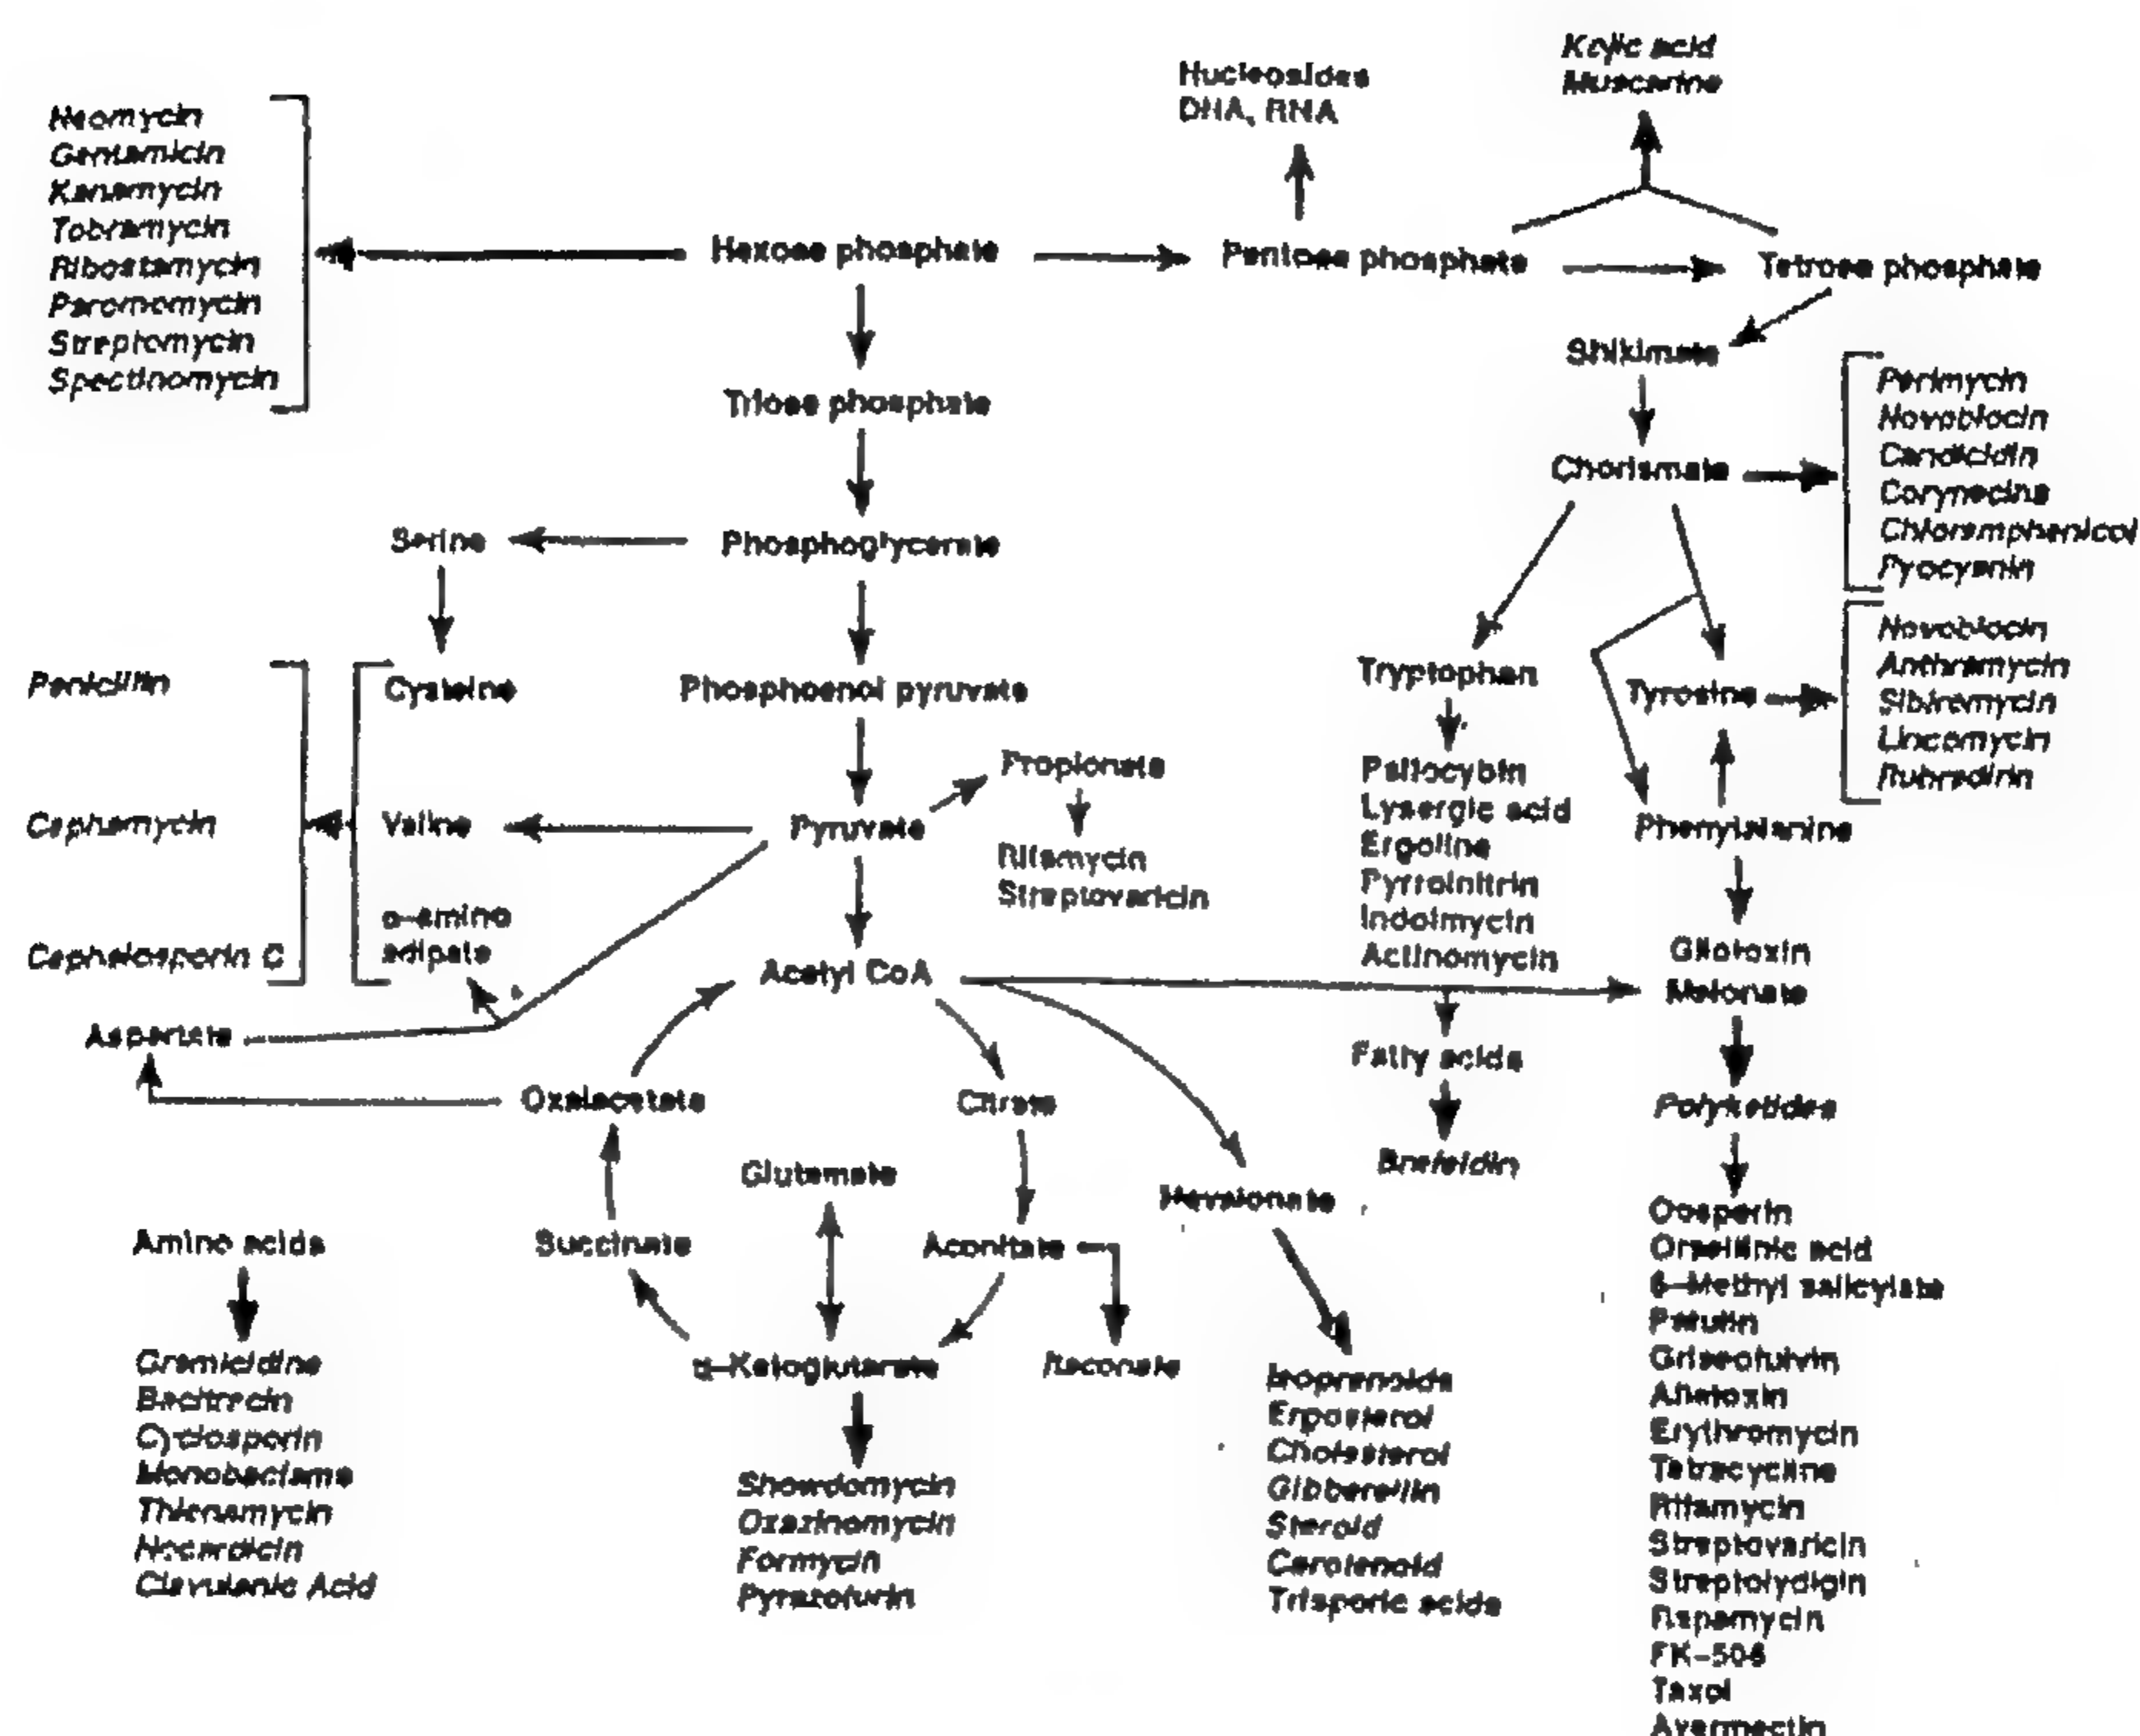 Kojic acid
Muscarine
Nucleosides
DNA, RNA
Neomycin
Gentamicin
Kanamycin
Tobramycin
Ribostamycin
Paromomycin
Streptomycin
Spectinomycin
Hexose phosphate
Pentose phosphate
Tetrose phosphate
Shikimate
Triose phosphate
Chorismate
Perimycin
Novobiocin
Candicidin
Corynecins
Chloramphenicol
Pyocyanin
Serine
Phosphoglycerate
Novobiocin
Anthramycin
Sibiromycin
Lincomycin
Rubradirin
Penicillin
Cysteine
Phosphoenol pyruvate
Tryptophan
Tyrosine
Propionate
Psilocybin
Lysergic acid
Ergoline
Pyrrolnitrin
Indolmycin
Actinomycin
Cephamycin
Valine
Pyruvate
Phenylalanine
Rifamycin
Streptovaricin
α-amino
adipate
Cephalosporin C
Acetyl CoA
Gliotoxin
Malonate
Aspartate
Fatty acids
Oxalacetate
Citrate
Polyketides
Brefeldin
Glutamate
Mevalonate
Amino acids
Succinate
Aconitate
α-Ketoglutarate
Itaconate
Gramicidine
Bacitracin
Cyclosporin
Monobactams
Thienamycin
Nocardicin
Clavulanic Acid
Showdomycin
Oxazinomycin
Formycin
Pyrazofurin
Isoprenoids
Ergosterol
Cholesterol
Gibberellin
Steroid
Carotenoid
Trisporic acids
Oosporin
Orsellinic acid
6-Methyl salicylate
Patulin
Griseofulvin
Aflatoxin
Erythromycin
Tetracycline
Rifamycin
Streptovaricin
Streptolydigin
Rapamycin
FK-506
Taxol
Avermectin